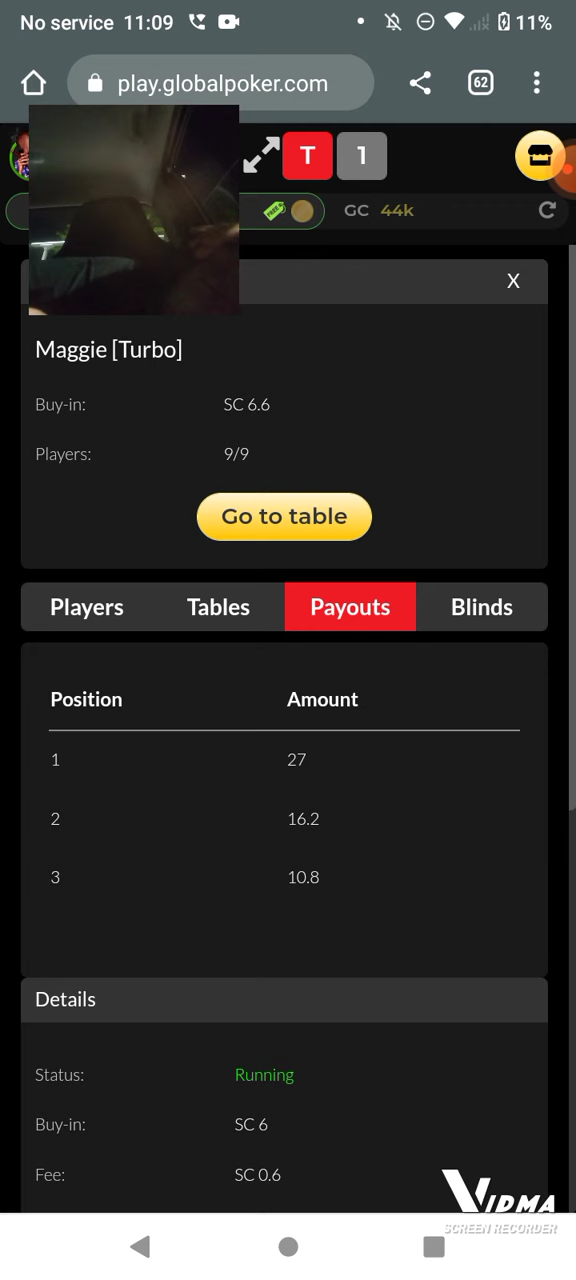 No service 11:09 11%
play.globalpoker.com 62
T 1
FREE GC 44k
X
Maggie [Turbo]
Buy-in: SC 6.6
Players: 9/9
Go to table
Players Tables Payouts Blinds
Position Amount
1 27
2 16.2
3 10.8
Details
Status: Running
Buy-in: SC 6
Fee: SC 0.6
VIDMA
SCREEN RECORDER